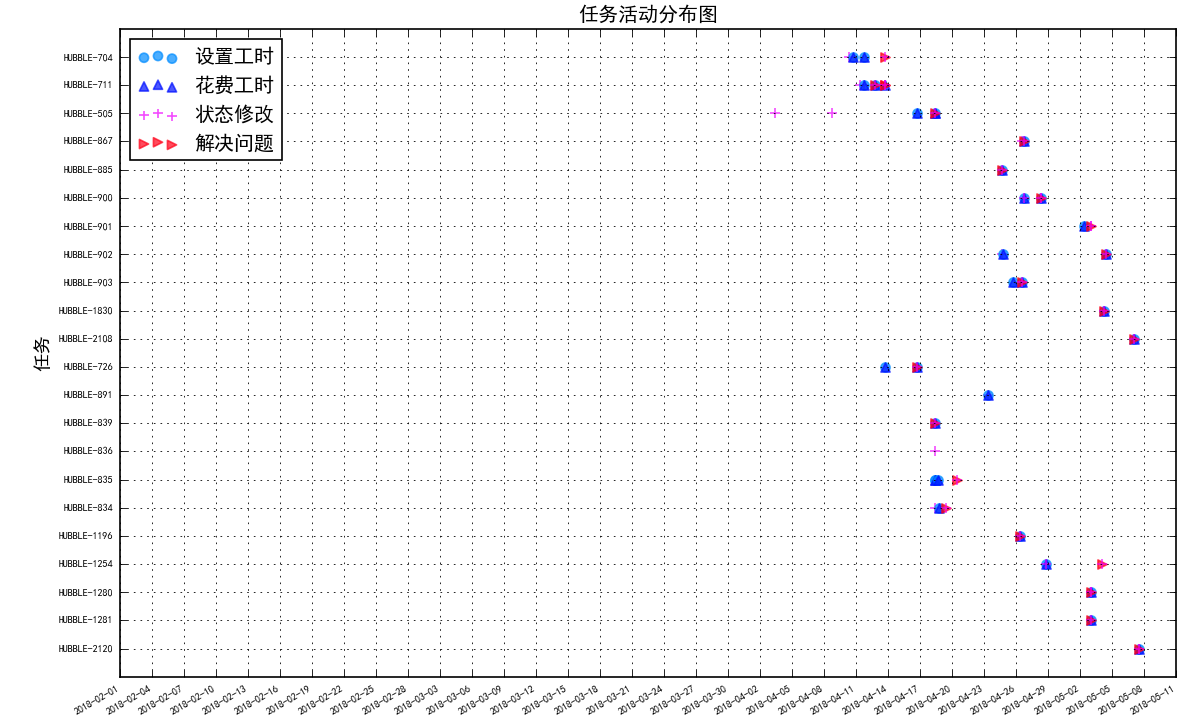 任务活动分布图
设置工时
花费工时
状态修改
解决问题
任务
HUBBLE-704
HUBBLE-711
HUBBLE-505
HUBBLE-867
HUBBLE-885
HUBBLE-900
HUBBLE-901
HUBBLE-902
HUBBLE-903
HUBBLE-1830
HUBBLE-2108
HUBBLE-726
HUBBLE-891
HUBBLE-839
HUBBLE-836
HUBBLE-835
HUBBLE-834
HUBBLE-1196
HUBBLE-1254
HUBBLE-1280
HUBBLE-1281
HUBBLE-2120
2018-02-01 2018-02-04 2018-02-07 2018-02-10 2018-02-13 2018-02-16 2018-02-19 2018-02-22 2018-02-25 2018-02-28 2018-03-03 2018-03-06 2018-03-09 2018-03-12 2018-03-15 2018-03-18 2018-03-21 2018-03-24 2018-03-27 2018-03-30 2018-04-02 2018-04-05 2018-04-08 2018-04-11 2018-04-14 2018-04-17 2018-04-20 2018-04-23 2018-04-26 2018-04-29 2018-05-02 2018-05-05 2018-05-08 2018-05-11